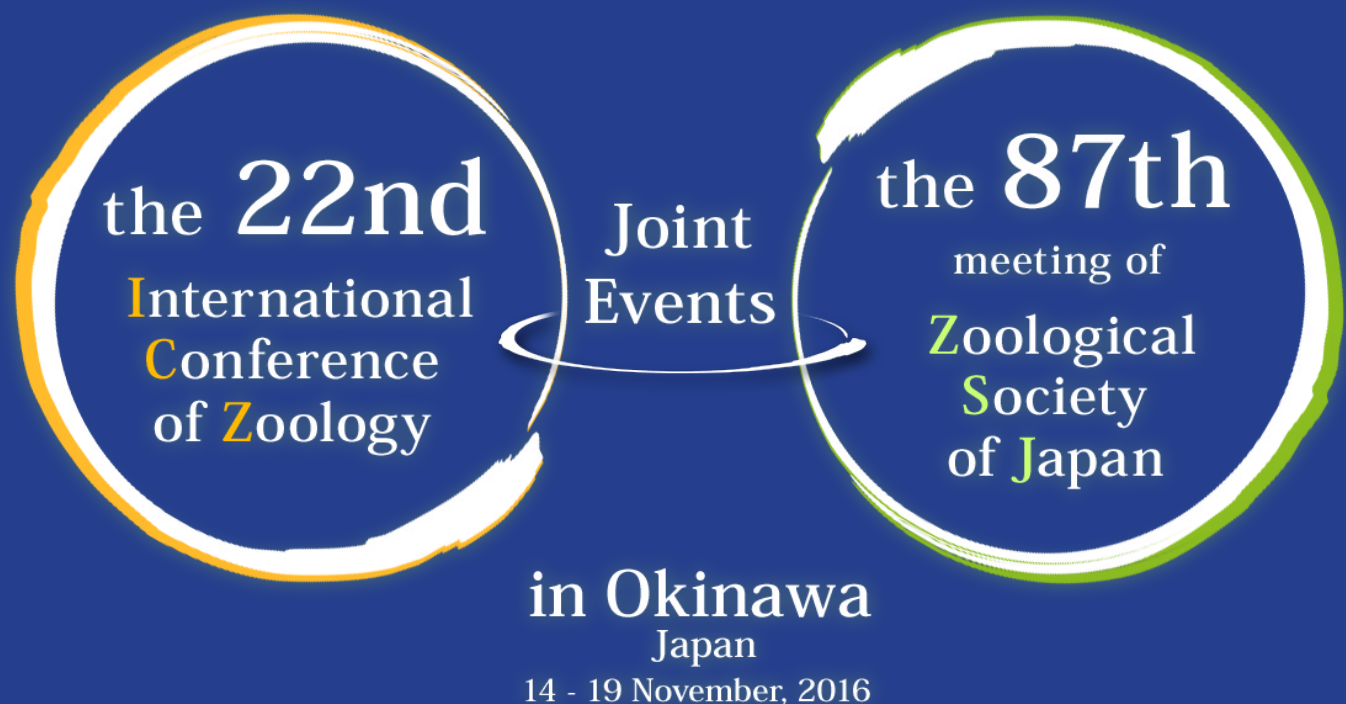 the 22nd
International
Conference
of Zoology
Joint
Events
the 87th
meeting of
Zoological
Society
of Japan
in Okinawa
Japan
14 - 19 November, 2016